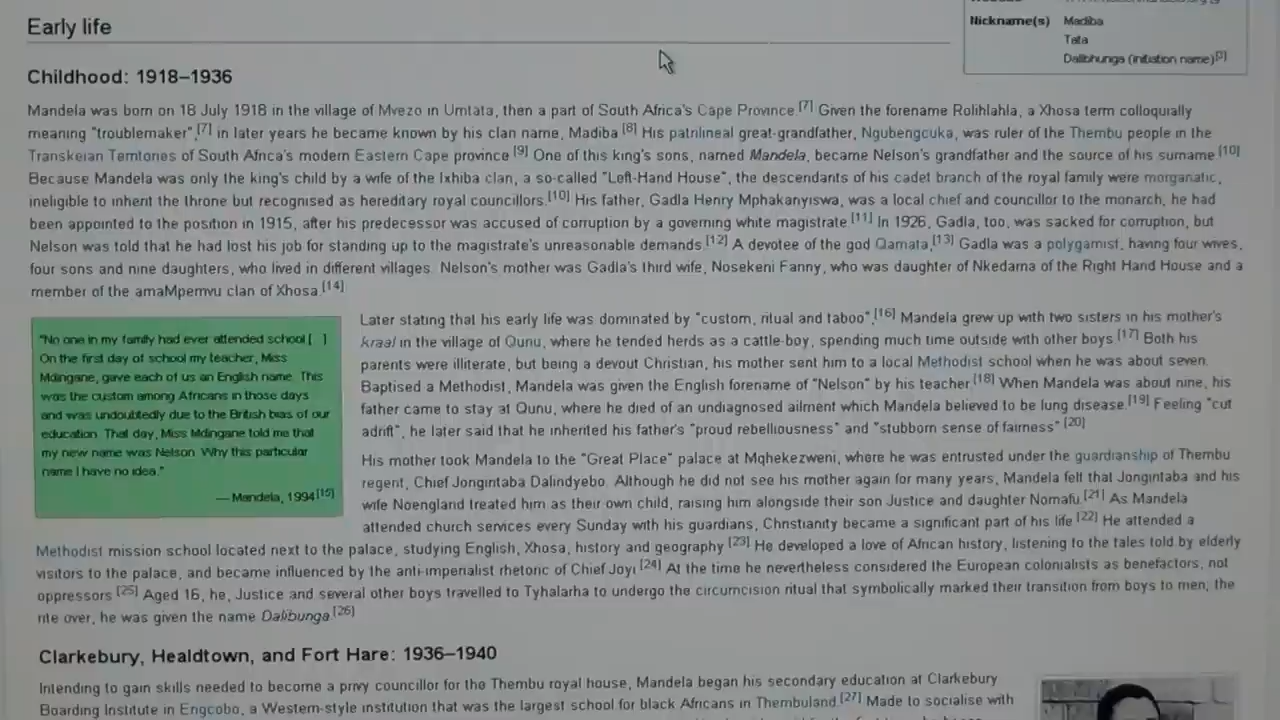 Early life
Nickname(s) Madiba
Tata
Dalibhunga (initiation name)[3]
Childhood: 1918–1936
Mandela was born on 18 July 1918 in the village of Mvezo in Umtata, then a part of South Africa's Cape Province.[7] Given the forename Rolihlahla, a Xhosa term colloquially
meaning "troublemaker",[7] in later years he became known by his clan name, Madiba.[8] His patrilineal great-grandfather, Ngubengcuka, was ruler of the Thembu people in the
Transkeian Territories of South Africa's modern Eastern Cape province.[9] One of this king's sons, named Mandela, became Nelson's grandfather and the source of his surname.[10]
Because Mandela was only the king's child by a wife of the Ixhiba clan, a so-called "Left-Hand House", the descendants of his cadet branch of the royal family were morganatic,
ineligible to inherit the throne but recognised as hereditary royal councillors.[10] His father, Gadla Henry Mphakanyiswa, was a local chief and councillor to the monarch, he had
been appointed to the position in 1915, after his predecessor was accused of corruption by a governing white magistrate.[11] In 1926, Gadla, too, was sacked for corruption, but
Nelson was told that he had lost his job for standing up to the magistrate's unreasonable demands.[12] A devotee of the god Qamata,[13] Gadla was a polygamist, having four wives,
four sons and nine daughters, who lived in different villages. Nelson's mother was Gadla's third wife, Nosekeni Fanny, who was daughter of Nkedama of the Right Hand House and a
member of the amaMpemvu clan of Xhosa.[14]
"No one in my family had ever attended school [...]
On the first day of school my teacher, Miss
Mdingane, gave each of us an English name. This
was the custom among Africans in those days
and was undoubtedly due to the British bias of our
education. That day, Miss Mdingane told me that
my new name was Nelson. Why this particular
name I have no idea."
— Mandela, 1994[15]
Later stating that his early life was dominated by "custom, ritual and taboo",[16] Mandela grew up with two sisters in his mother's
kraal in the village of Qunu, where he tended herds as a cattle-boy, spending much time outside with other boys.[17] Both his
parents were illiterate, but being a devout Christian, his mother sent him to a local Methodist school when he was about seven.
Baptised a Methodist, Mandela was given the English forename of "Nelson" by his teacher.[18] When Mandela was about nine, his
father came to stay at Qunu, where he died of an undiagnosed ailment which Mandela believed to be lung disease.[19] Feeling "cut
adrift", he later said that he inherited his father's "proud rebelliousness" and "stubborn sense of fairness".[20]
His mother took Mandela to the "Great Place" palace at Mqhekezweni, where he was entrusted under the guardianship of Thembu
regent, Chief Jongintaba Dalindyebo. Although he did not see his mother again for many years, Mandela felt that Jongintaba and his
wife Noengland treated him as their own child, raising him alongside their son Justice and daughter Nomafu.[21] As Mandela
attended church services every Sunday with his guardians, Christianity became a significant part of his life.[22] He attended a
Methodist mission school located next to the palace, studying English, Xhosa, history and geography.[23] He developed a love of African history, listening to the tales told by elderly
visitors to the palace, and became influenced by the anti-imperialist rhetoric of Chief Joyi.[24] At the time he nevertheless considered the European colonialists as benefactors, not
oppressors.[25] Aged 16, he, Justice and several other boys travelled to Tyhalarha to undergo the circumcision ritual that symbolically marked their transition from boys to men; the
rite over, he was given the name Dalibunga.[26]
Clarkebury, Healdtown, and Fort Hare: 1936–1940
Intending to gain skills needed to become a privy councillor for the Thembu royal house, Mandela began his secondary education at Clarkebury
Boarding Institute in Engcobo, a Western-style institution that was the largest school for black Africans in Thembuland.[27] Made to socialise with